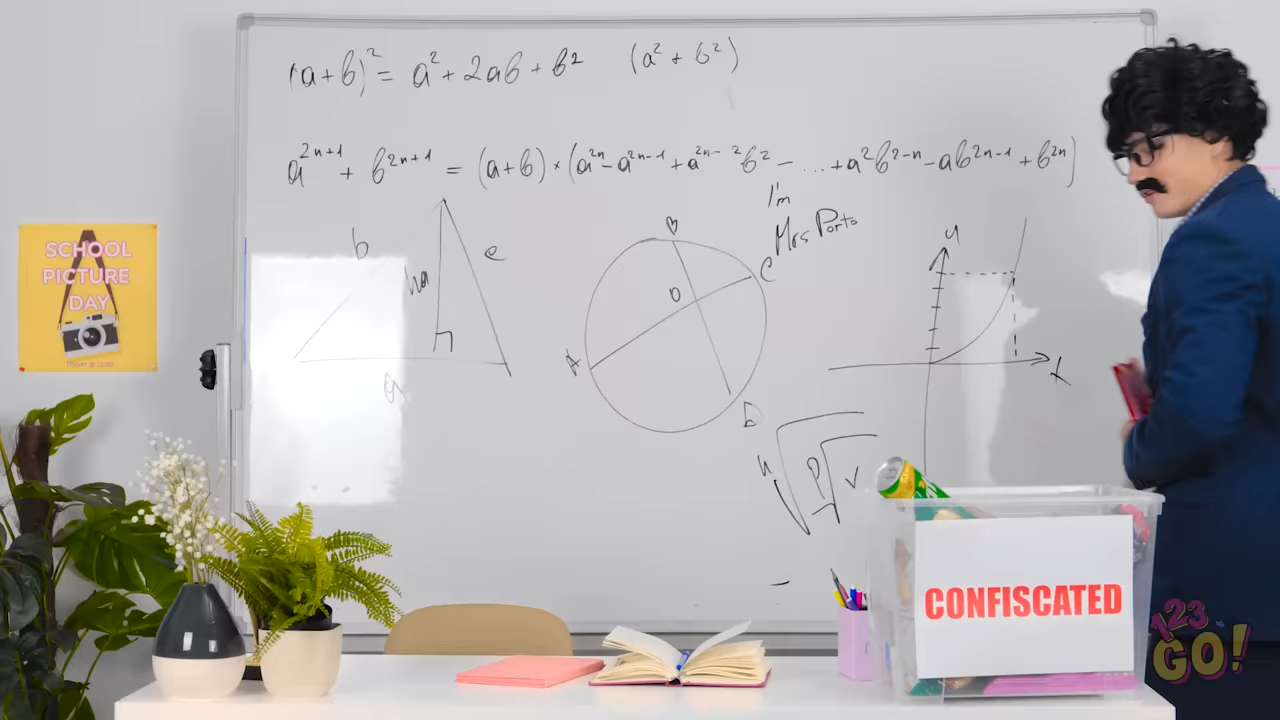 (a+b)² = a² + 2ab + b² (a² + b²)
a²ⁿ⁺¹ + b²ⁿ⁺¹ = (a+b) × (a²ⁿ - a²ⁿ⁻¹ + a²ⁿ⁻ ²b² - ... + a²b²⁻ⁿ - ab²ⁿ⁻¹ + b²ⁿ)
I'm
Mrs Porto
b
ha
e
a
B
C
O
A
D
y
x
n
p
v
SCHOOL
PICTURE
DAY
CONFISCATED
123
GO!